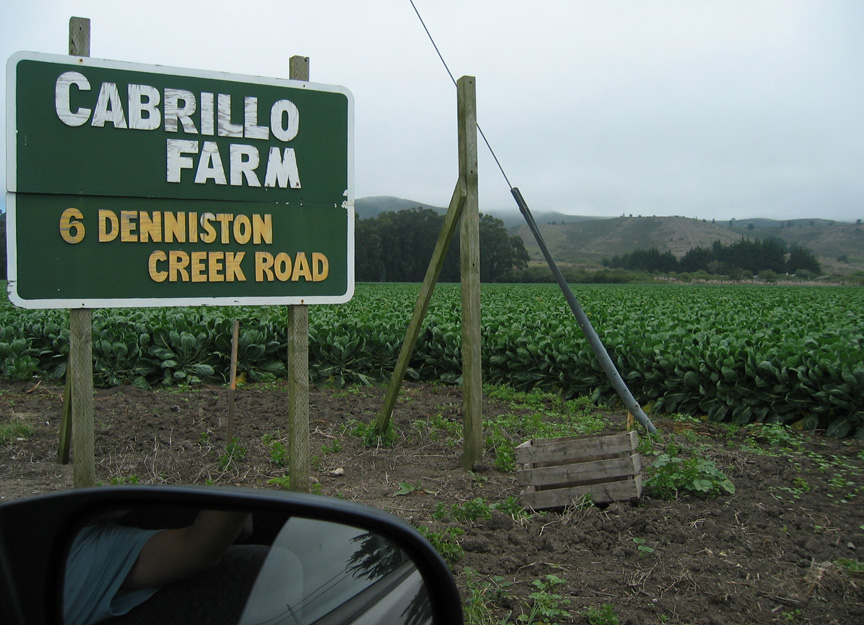 CABRILLO
FARM
6 DENNISTON
CREEK ROAD